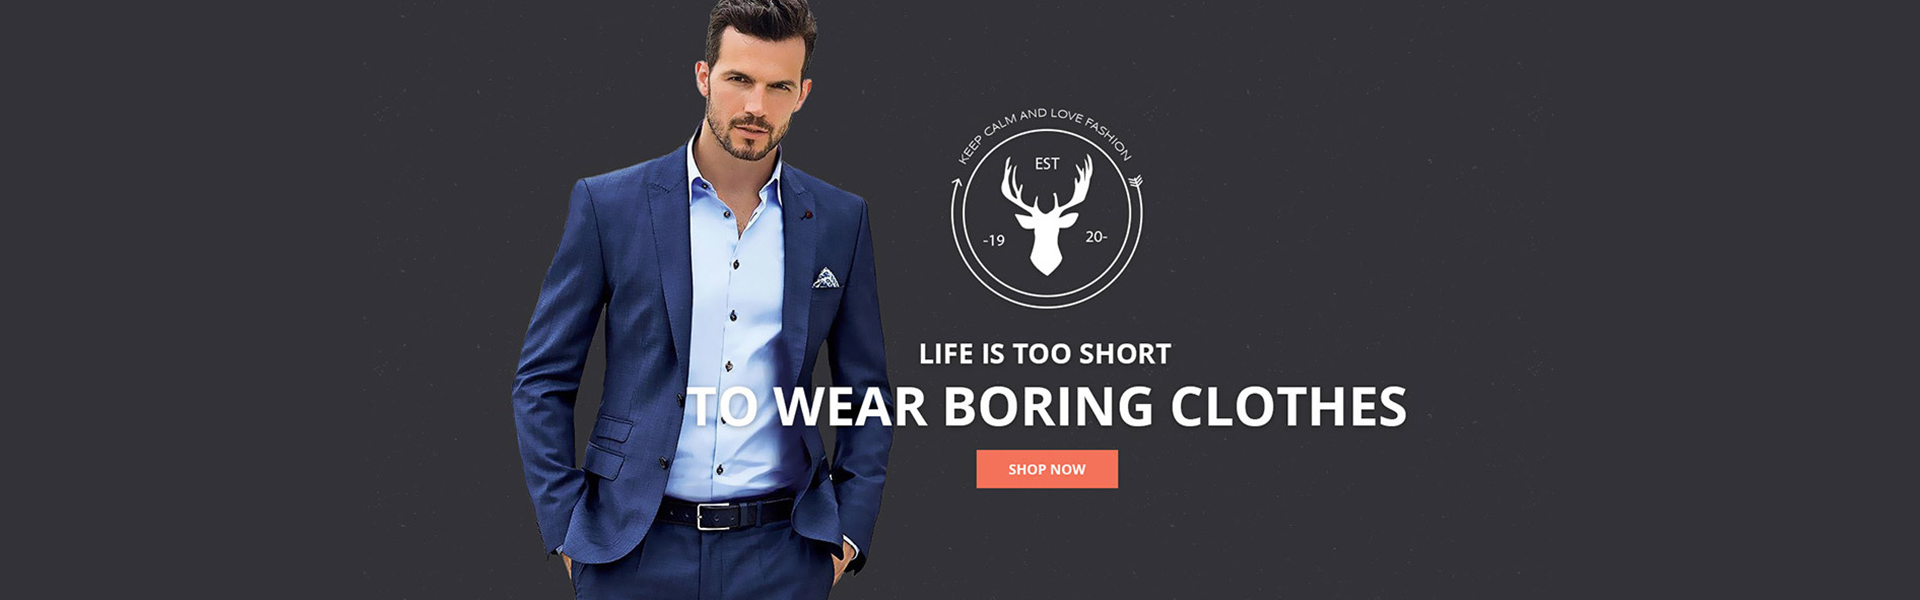 KEEP CALM AND LOVE FASHION
EST
-19 20-
LIFE IS TOO SHORT
TO WEAR BORING CLOTHES
SHOP NOW